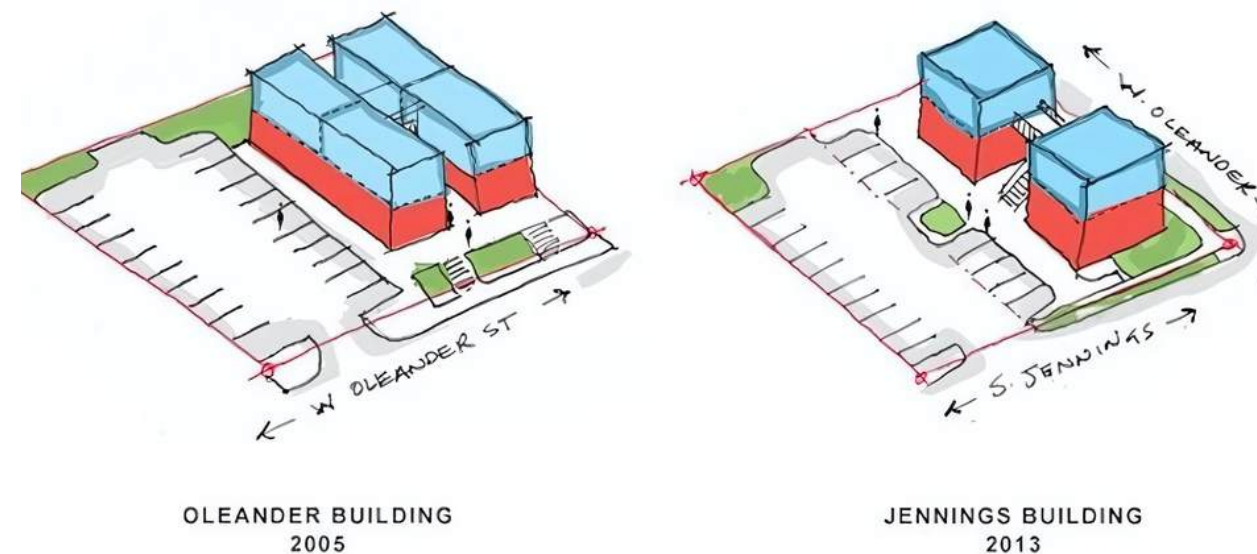 W OLEANDER ST
W. OLEANDER
S. JENNINGS
OLEANDER BUILDING
2005
JENNINGS BUILDING
2013